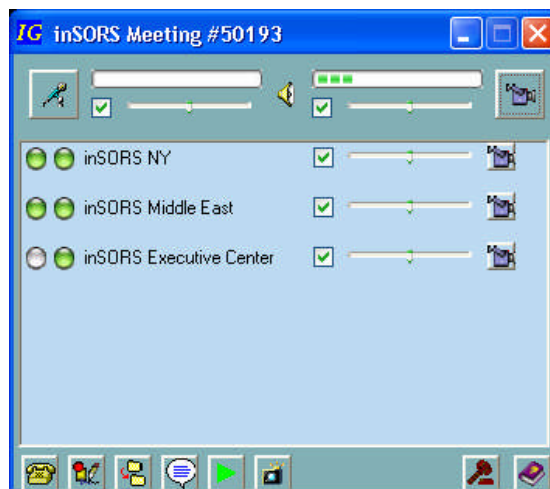 IG inSORS Meeting #50193
inSORS NY
inSORS Middle East
inSORS Executive Center